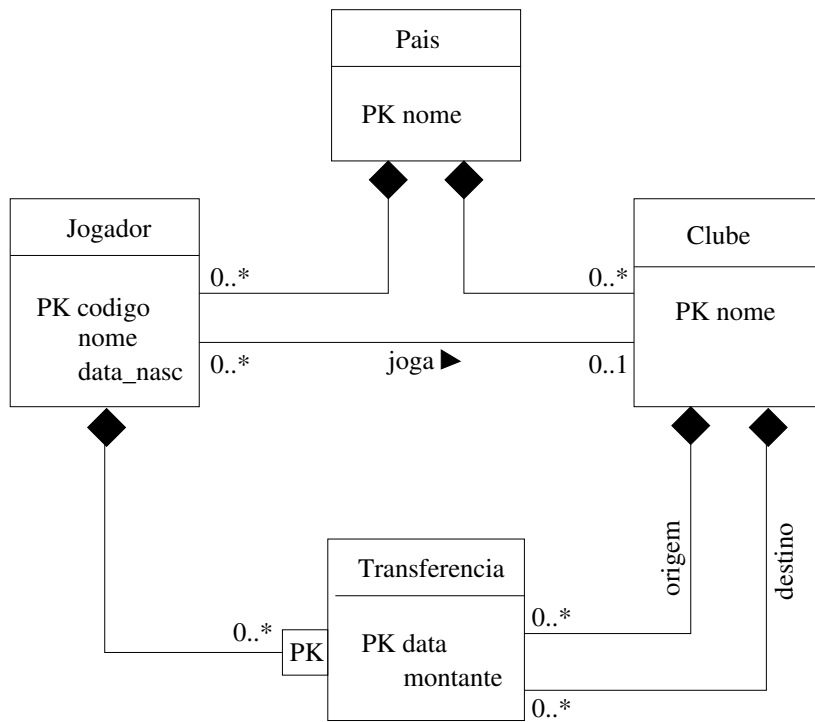 Pais
PK nome
Jogador
PK codigo
nome
data_nasc
Clube
PK nome
0..*
0..*
0..*
joga ►
0..1
origem
destino
Transferencia
PK data
montante
0..*
PK
0..*
0..*